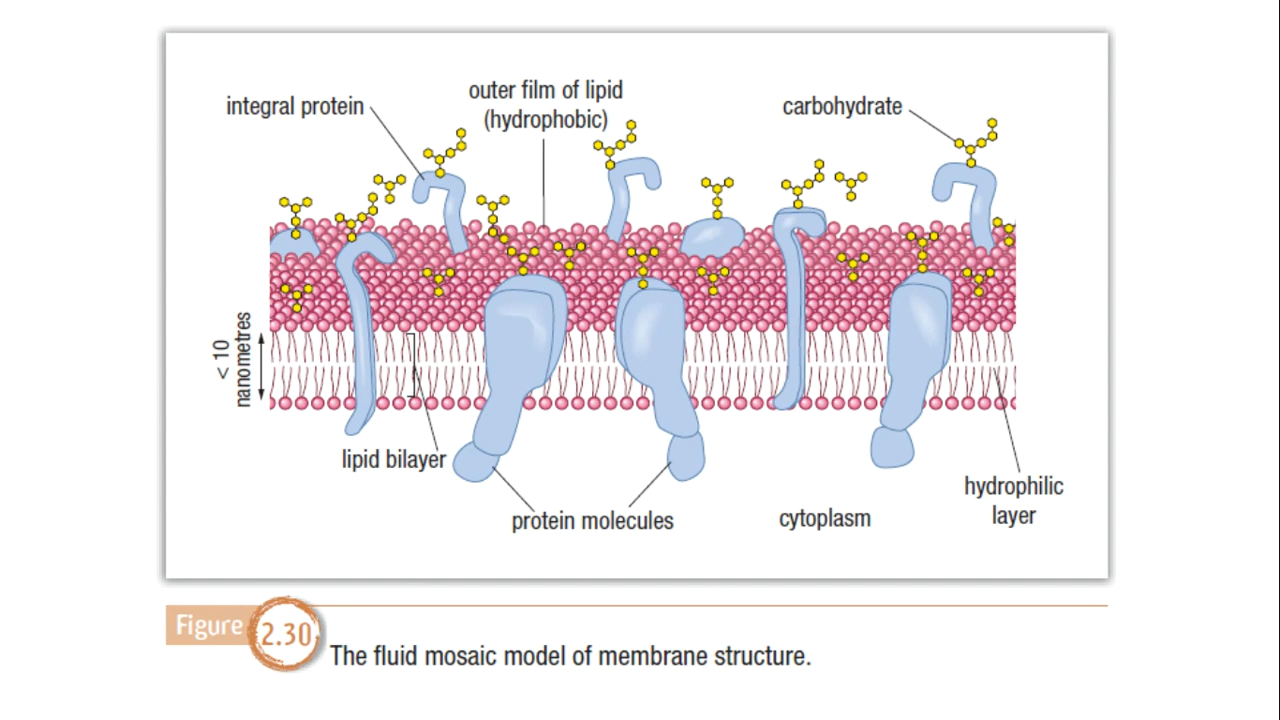 integral protein
outer film of lipid
(hydrophobic)
carbohydrate
< 10
nanometres
lipid bilayer
protein molecules
cytoplasm
hydrophilic
layer
Figure 2.30
The fluid mosaic model of membrane structure.